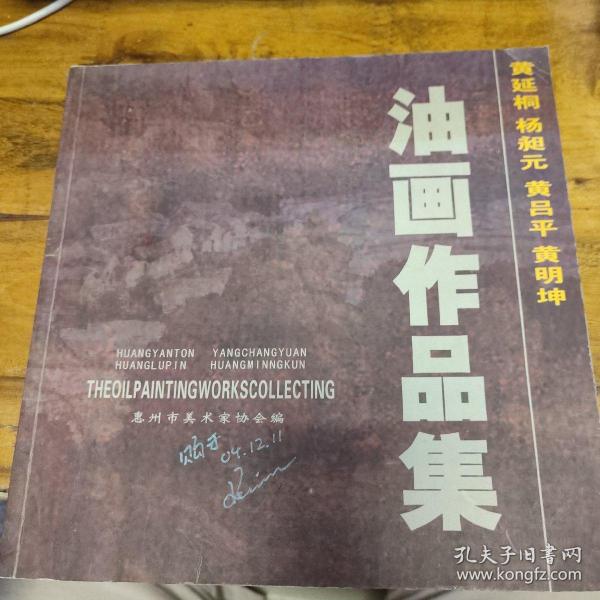 黄延桐 杨昶元 黄吕平 黄明坤
油画作品集
HUANGYANTON YANGCHANGYUAN
HUANGLUPIN HUANGMINNGKUN
THEOILPAINTINGWORKSCOLLECTING
惠州市美术家协会编
购于 04.12.11
孔夫子旧书网
www.kongfz.com